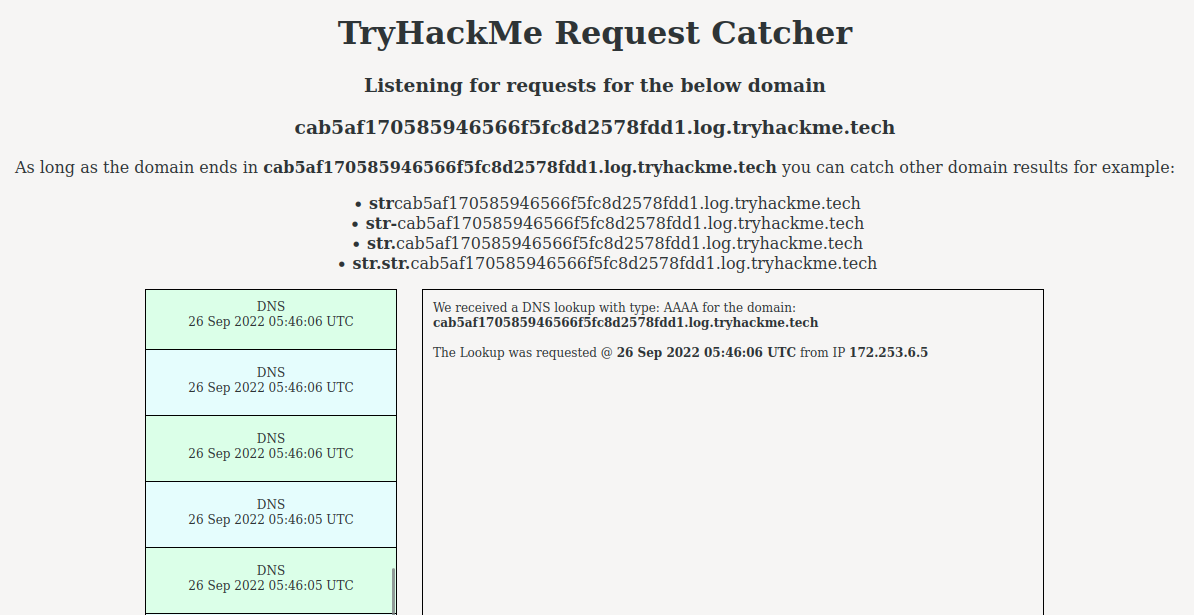 TryHackMe Request Catcher
Listening for requests for the below domain
cab5af170585946566f5fc8d2578fdd1.log.tryhackme.tech
As long as the domain ends in cab5af170585946566f5fc8d2578fdd1.log.tryhackme.tech you can catch other domain results for example:
• strcab5af170585946566f5fc8d2578fdd1.log.tryhackme.tech
• str-cab5af170585946566f5fc8d2578fdd1.log.tryhackme.tech
• str.cab5af170585946566f5fc8d2578fdd1.log.tryhackme.tech
• str.str.cab5af170585946566f5fc8d2578fdd1.log.tryhackme.tech
DNS
26 Sep 2022 05:46:06 UTC
DNS
26 Sep 2022 05:46:06 UTC
DNS
26 Sep 2022 05:46:06 UTC
DNS
26 Sep 2022 05:46:05 UTC
DNS
26 Sep 2022 05:46:05 UTC
We received a DNS lookup with type: AAAA for the domain:
cab5af170585946566f5fc8d2578fdd1.log.tryhackme.tech
The Lookup was requested @ 26 Sep 2022 05:46:06 UTC from IP 172.253.6.5